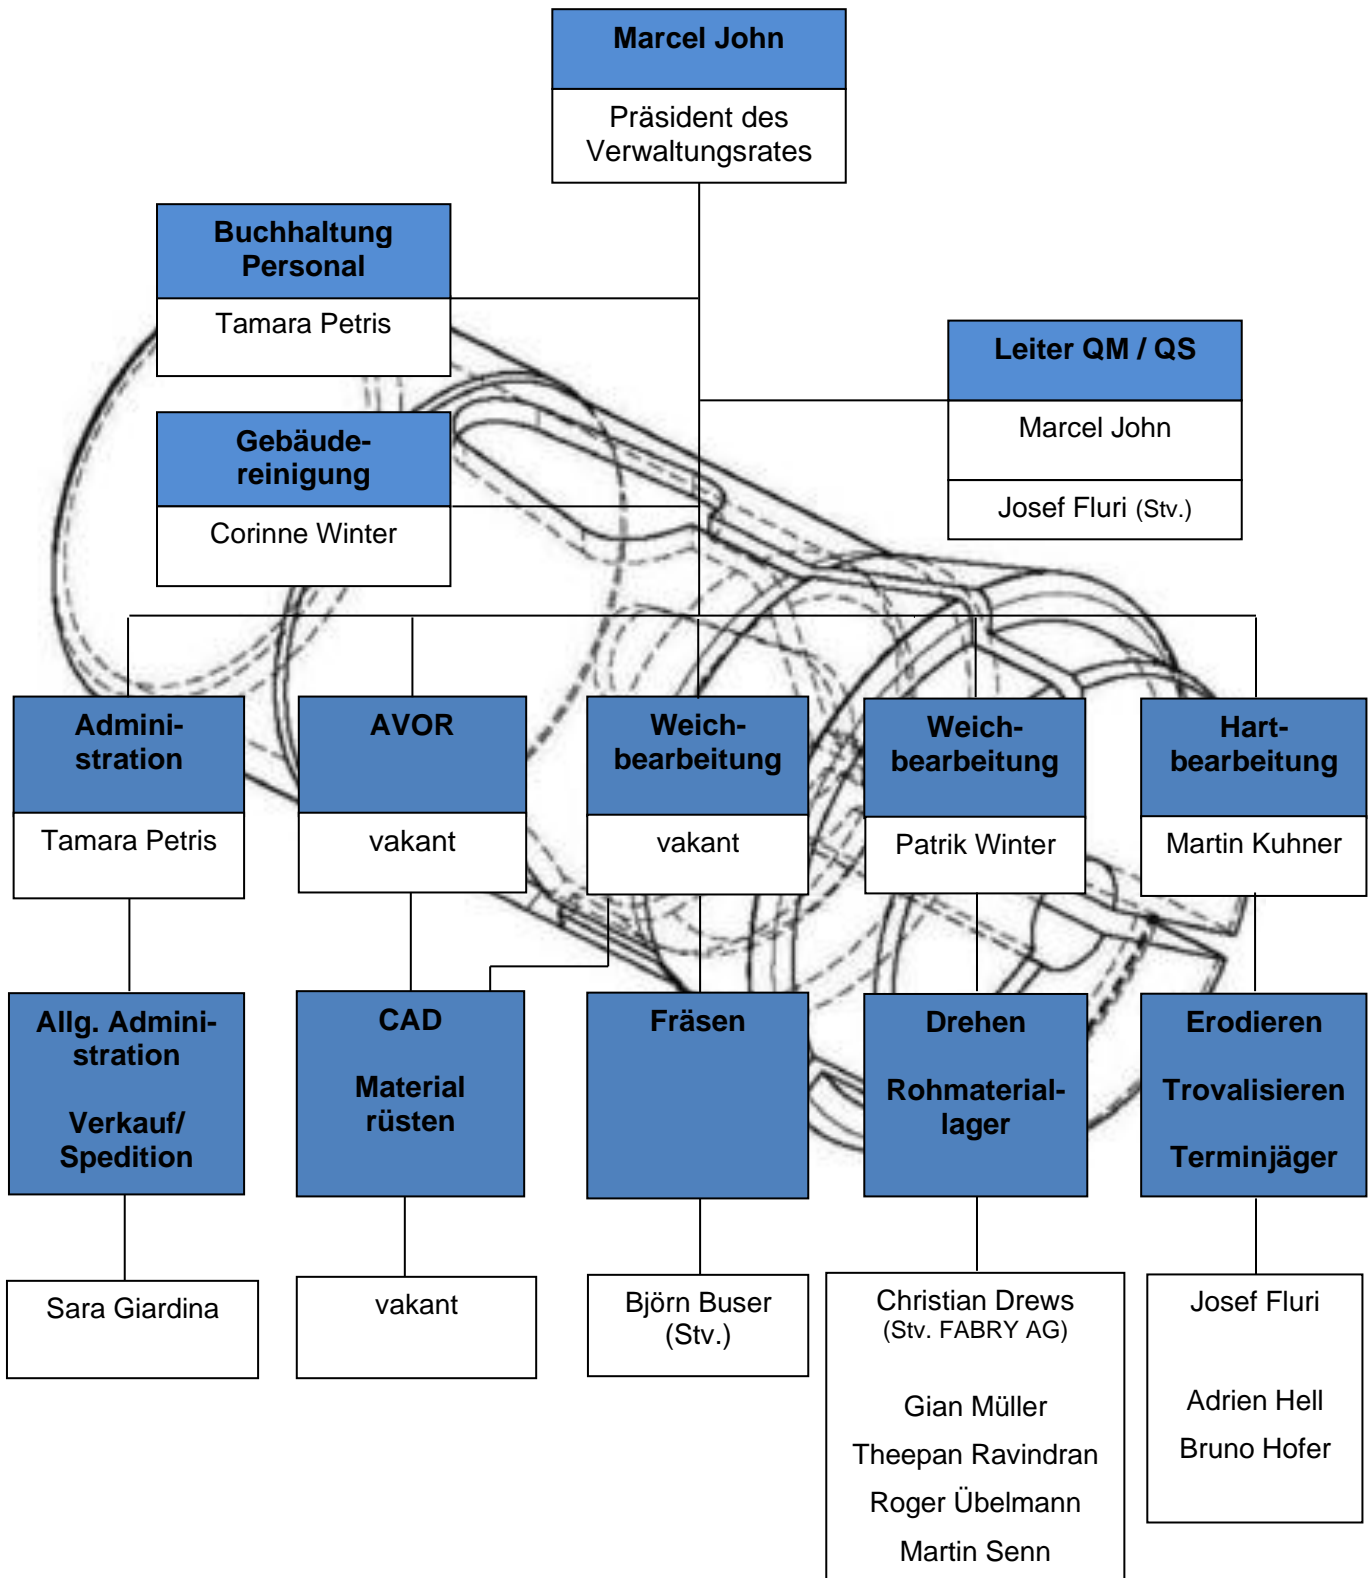 Marcel John
Präsident des
Verwaltungsrates
Buchhaltung
Personal
Tamara Petris
Leiter QM / QS
Marcel John
Josef Fluri (Stv.)
Gebäude-
reinigung
Corinne Winter
Admini-
stration
Tamara Petris
AVOR
vakant
Weich-
bearbeitung
vakant
Weich-
bearbeitung
Patrik Winter
Hart-
bearbeitung
Martin Kuhner
Allg. Admini-
stration
Verkauf/
Spedition
CAD
Material
rüsten
Fräsen
Drehen
Rohmaterial-
lager
Erodieren
Trovalisieren
Terminjäger
Sara Giardina
vakant
Björn Buser
(Stv.)
Christian Drews
(Stv. FABRY AG)
Gian Müller
Theepan Ravindran
Roger Übelmann
Martin Senn
Josef Fluri
Adrien Hell
Bruno Hofer